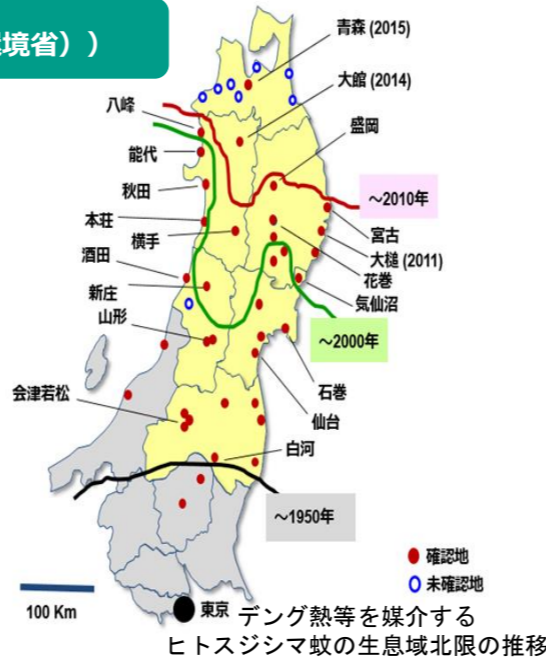 境省））
青森 (2015)
大館 (2014)
八峰
盛岡
能代
秋田
～2010年
本荘
宮古
横手
大槌 (2011)
酒田
花巻
新庄
気仙沼
山形
～2000年
会津若松
石巻
仙台
白河
～1950年
確認地
未確認地
100 Km
東京
デング熱等を媒介する
ヒトスジシマ蚊の生息域北限の推移